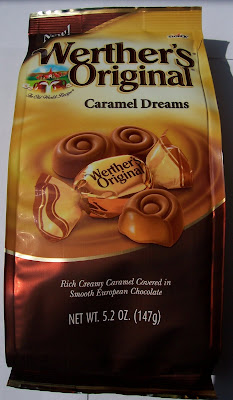 New!
Werther's
Original
Caramel Dreams
Werther's
Original
Rich Creamy Caramel Covered in
Smooth European Chocolate
NET WT. 5.2 OZ. (147g)